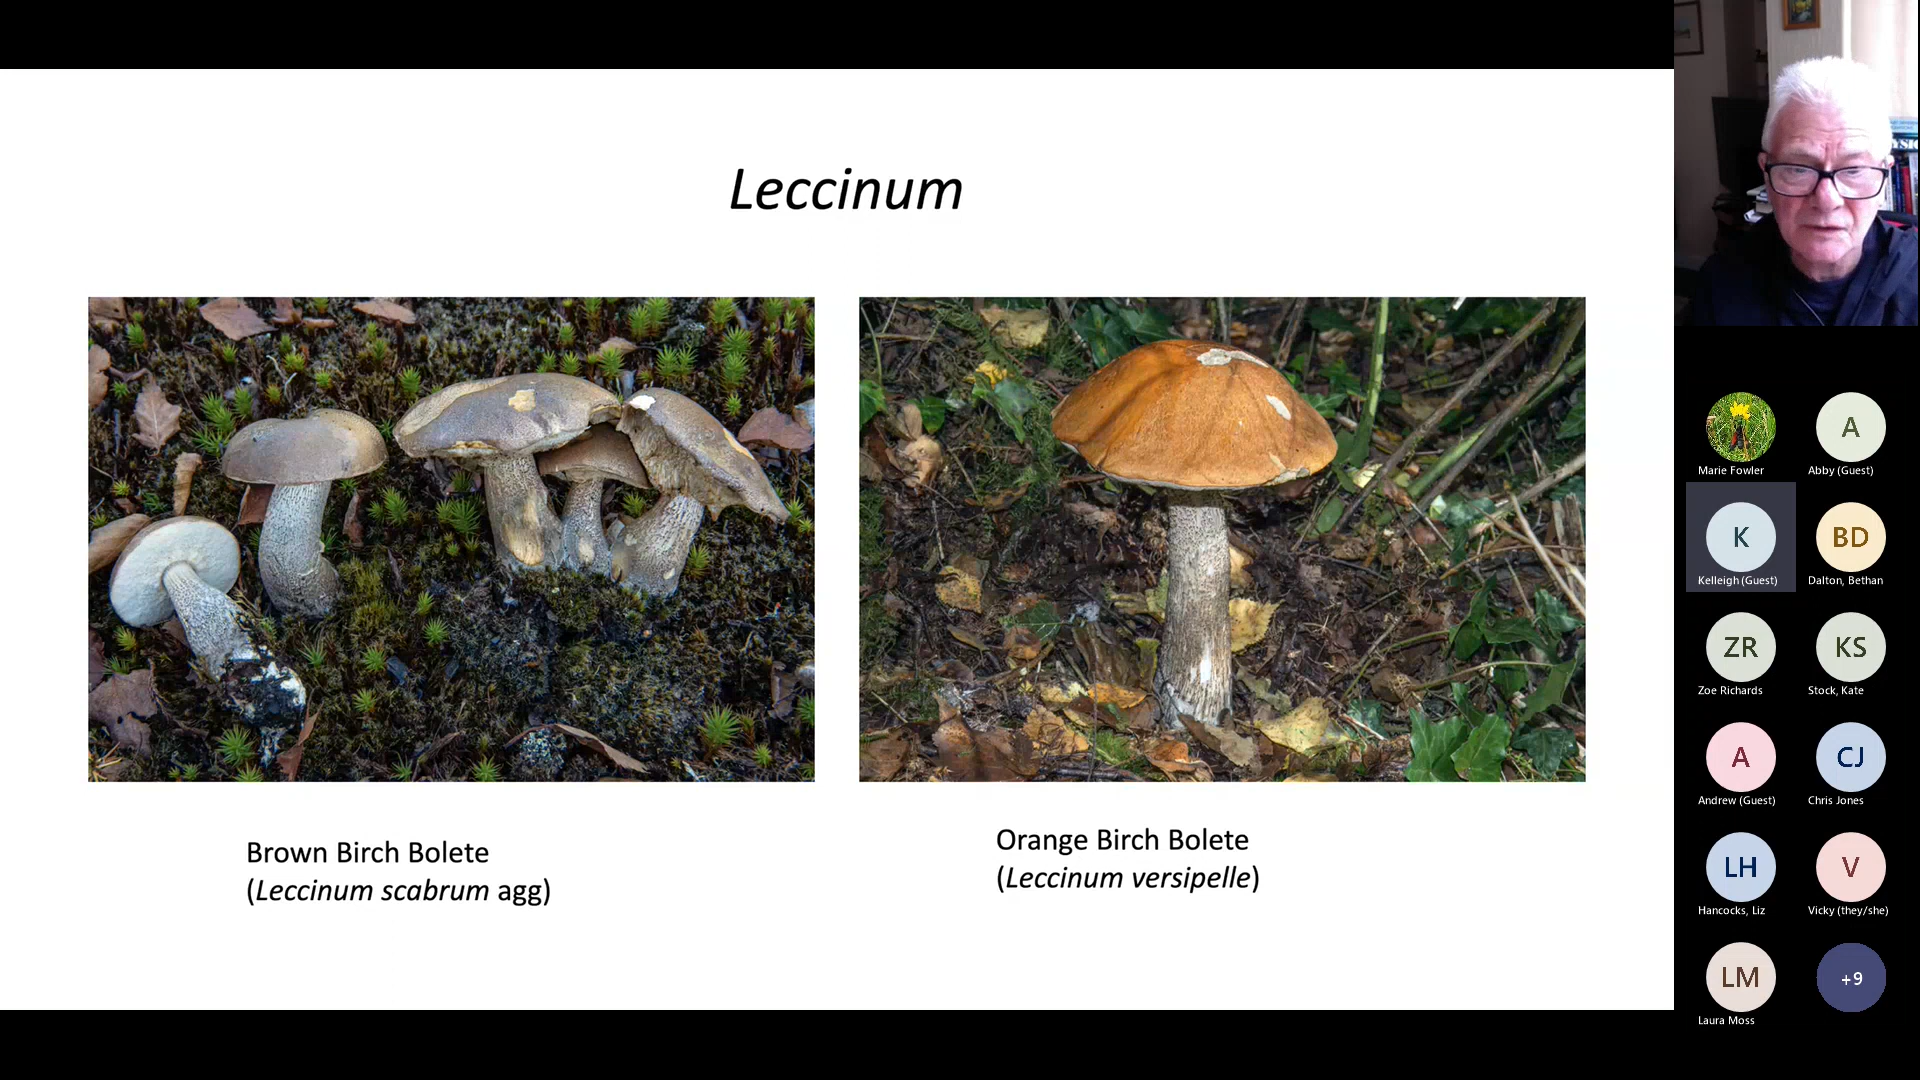 Leccinum
Brown Birch Bolete
(Leccinum scabrum agg)
Orange Birch Bolete
(Leccinum versipelle)
Marie Fowler
A
Abby (Guest)
K
Kelleigh (Guest)
BD
Dalton, Bethan
ZR
Zoe Richards
KS
Stock, Kate
A
Andrew (Guest)
CJ
Chris Jones
LH
Hancocks, Liz
V
Vicky (they/she)
LM
Laura Moss
+9